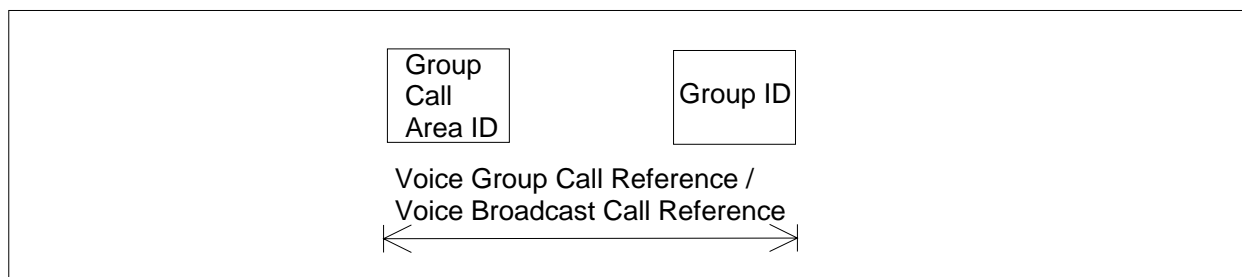 Group
Call
Area ID
Group ID
Voice Group Call Reference /
Voice Broadcast Call Reference